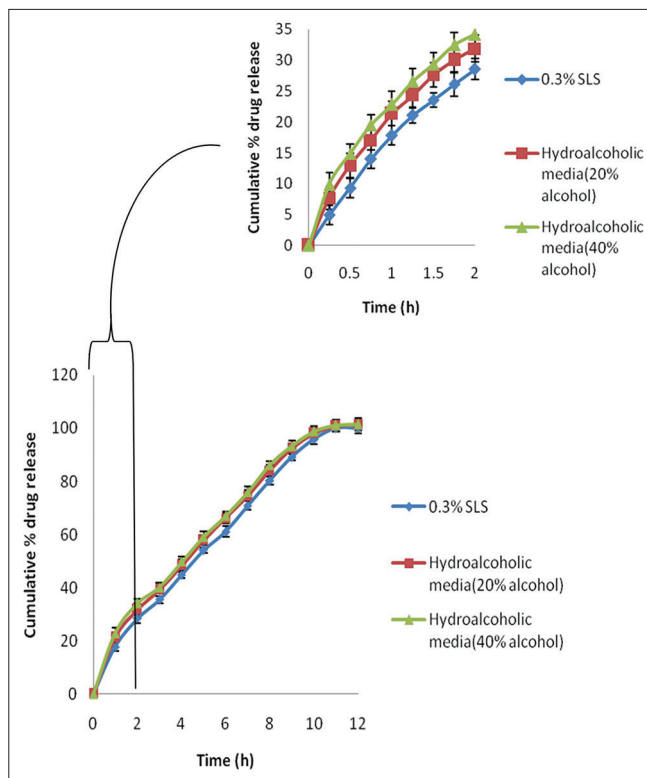 Cumulative % drug release
35
30
25
20
15
10
5
0
0 0.5 1 1.5 2
Time (h)
0.3% SLS
Hydroalcoholic
media(20%
alcohol)
Hydroalcoholic
media(40%
alcohol)
Cumulative % drug release
120
100
80
60
40
20
0
0 2 4 6 8 10 12
Time (h)
0.3% SLS
Hydroalcoholic
media(20% alcohol)
Hydroalcoholic
media(40% alcohol)